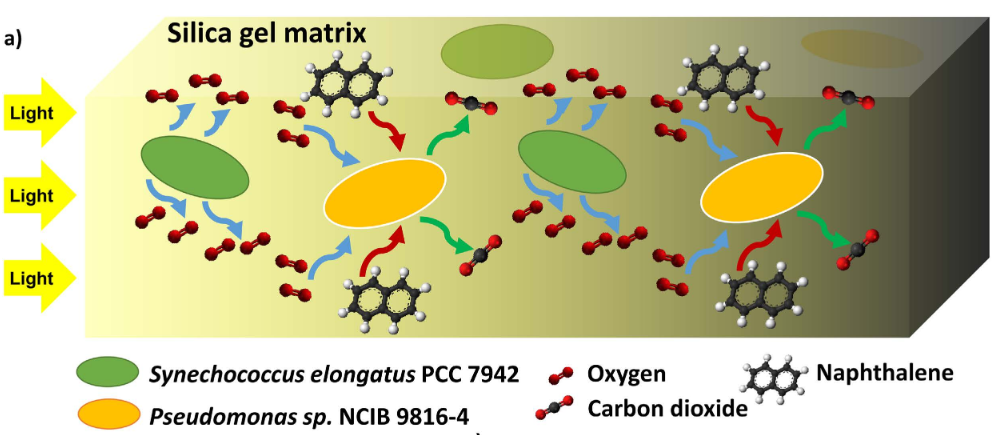 a)
Silica gel matrix
Light
Light
Light
Synechococcus elongatus PCC 7942
Oxygen
Naphthalene
Pseudomonas sp. NCIB 9816-4
Carbon dioxide